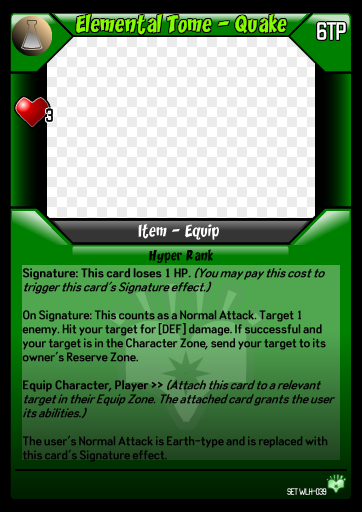 Elemental Tome - Quake
6TP
3
Item - Equip
Hyper Rank
Signature: This card loses 1 HP. (You may pay this cost to
trigger this card's Signature effect.)
On Signature: This counts as a Normal Attack. Target 1
enemy. Hit your target for [DEF] damage. If successful and
your target is in the Character Zone, send your target to its
owner's Reserve Zone.
Equip Character, Player >> (Attach this card to a relevant
target in their Equip Zone. The attached card grants the user
its abilities.)
The user's Normal Attack is Earth-type and is replaced with
this card's Signature effect.
SET WLH-039